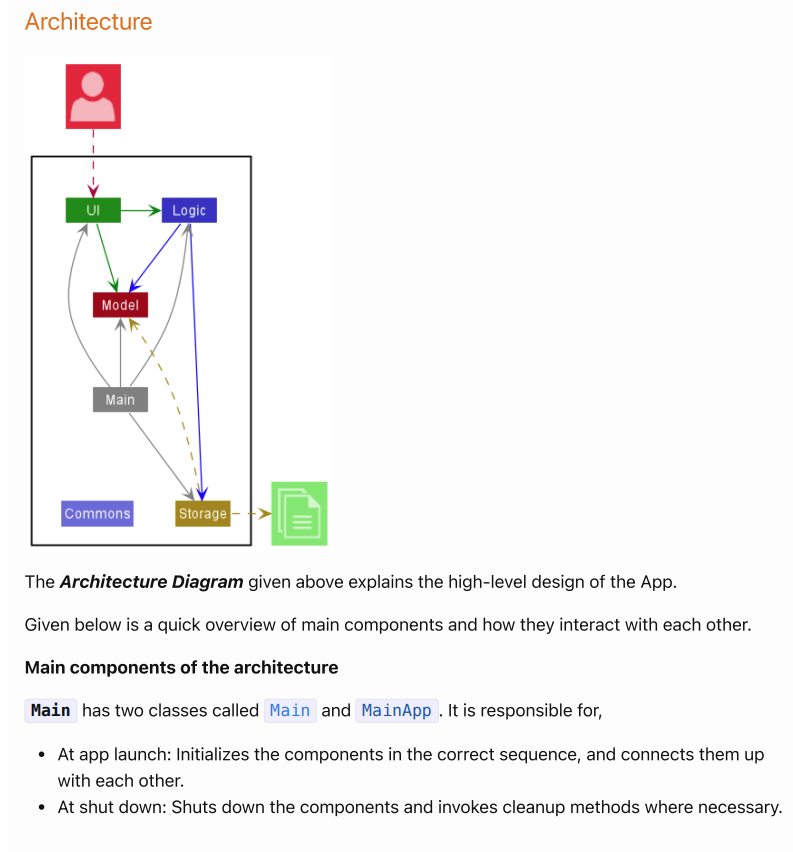 Architecture
UI
Logic
Model
Main
Commons
Storage
The Architecture Diagram given above explains the high-level design of the App.
Given below is a quick overview of main components and how they interact with each other.
Main components of the architecture
Main has two classes called Main and MainApp. It is responsible for,
• At app launch: Initializes the components in the correct sequence, and connects them up
with each other.
• At shut down: Shuts down the components and invokes cleanup methods where necessary.